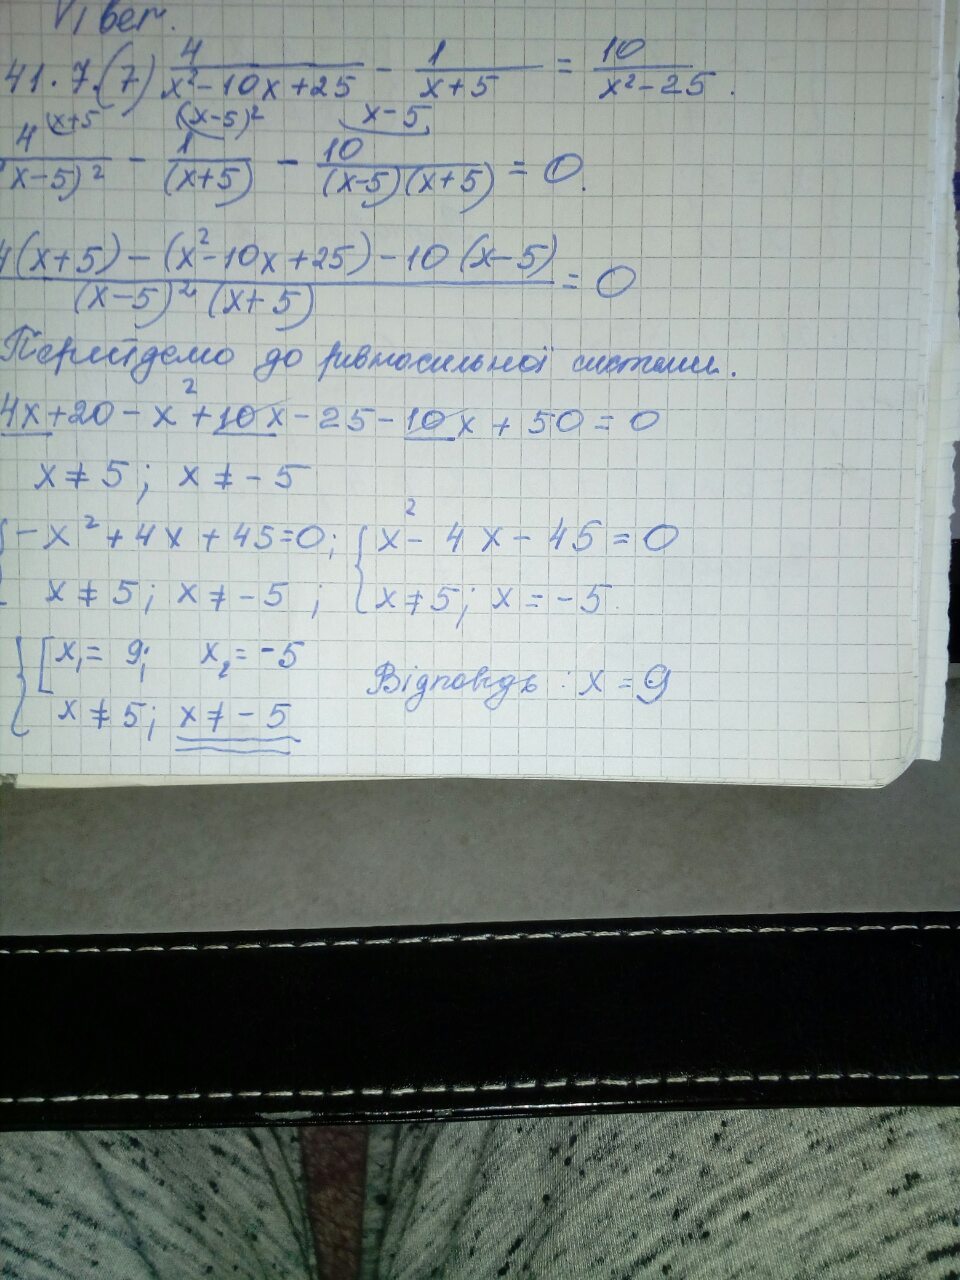 VI вет.
41.7.(7) 4/(x²-10x+25) - 1/(x+5) = 10/(x²-25).
(x+5 (x-5)² x-5
4/(x-5)² - 1/(x+5) - 10/((x-5)(x+5)) = 0.
4(x+5) - (x²-10x+25) - 10(x-5) / (x-5)²(x+5) = 0
Перейдемо до рівносильної системи.
4x+20-x²+10x-25-10x+50=0
x≠5; x≠-5
{-x²+4x+45=0; {x²-4x-45=0
x≠5; x≠-5 ; x≠5; x=-5.
{[x₁= 9; x₂=-5
x≠5; x≠-5 Відповідь: x=9